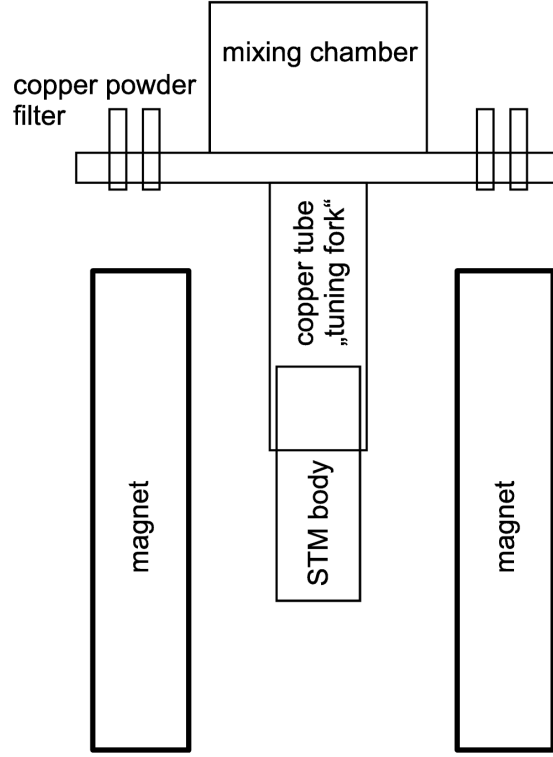 mixing chamber
copper powder
filter
copper tube
„tuning fork“
magnet
STM body
magnet